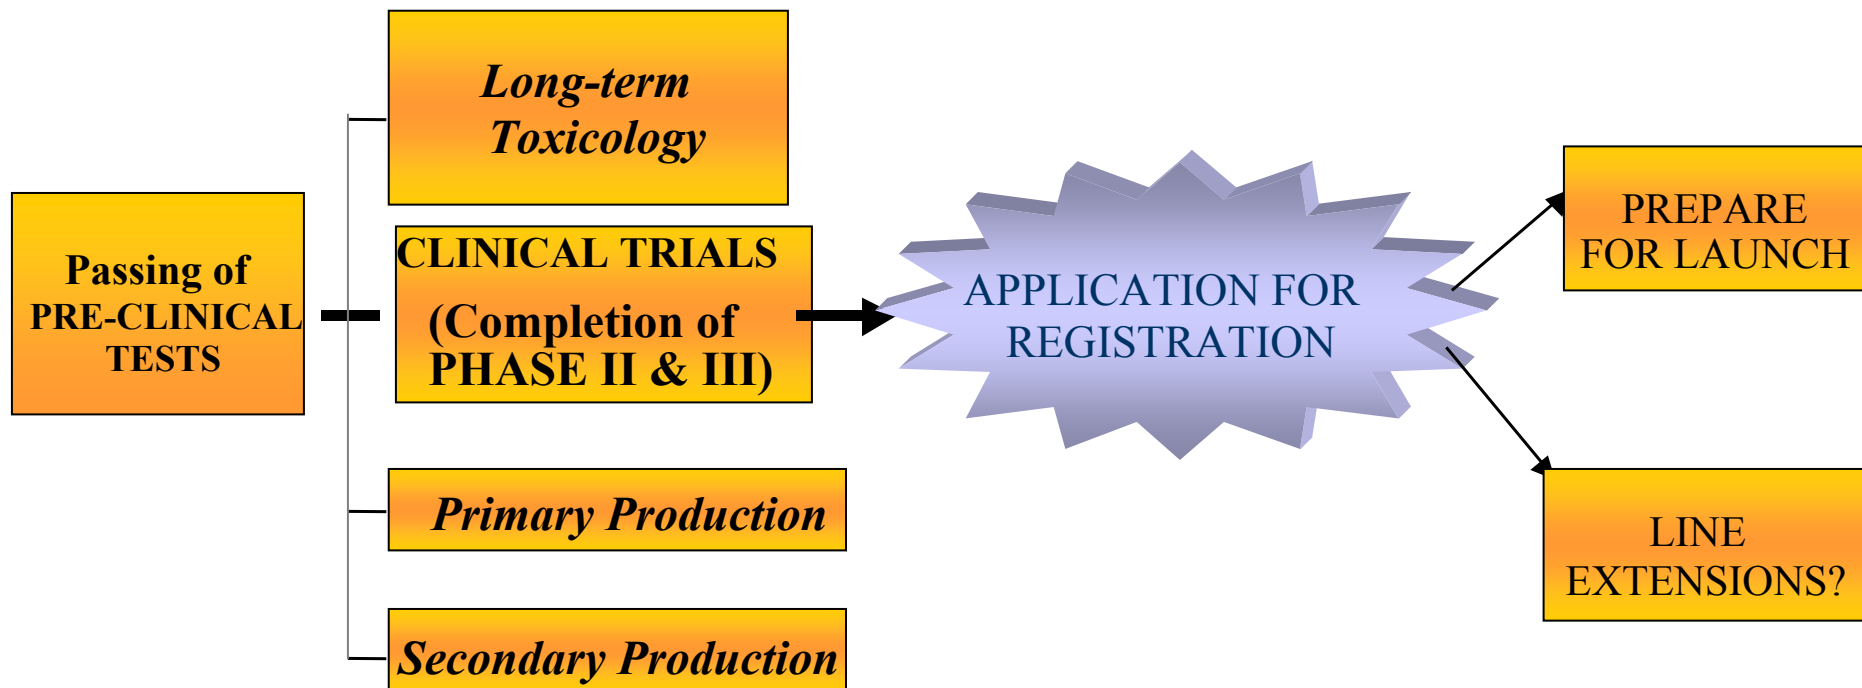 Long-term
Toxicology
Passing of
PRE-CLINICAL
TESTS
CLINICAL TRIALS
(Completion of
PHASE II & III)
Primary Production
Secondary Production
APPLICATION FOR
REGISTRATION
PREPARE
FOR LAUNCH
LINE
EXTENSIONS?